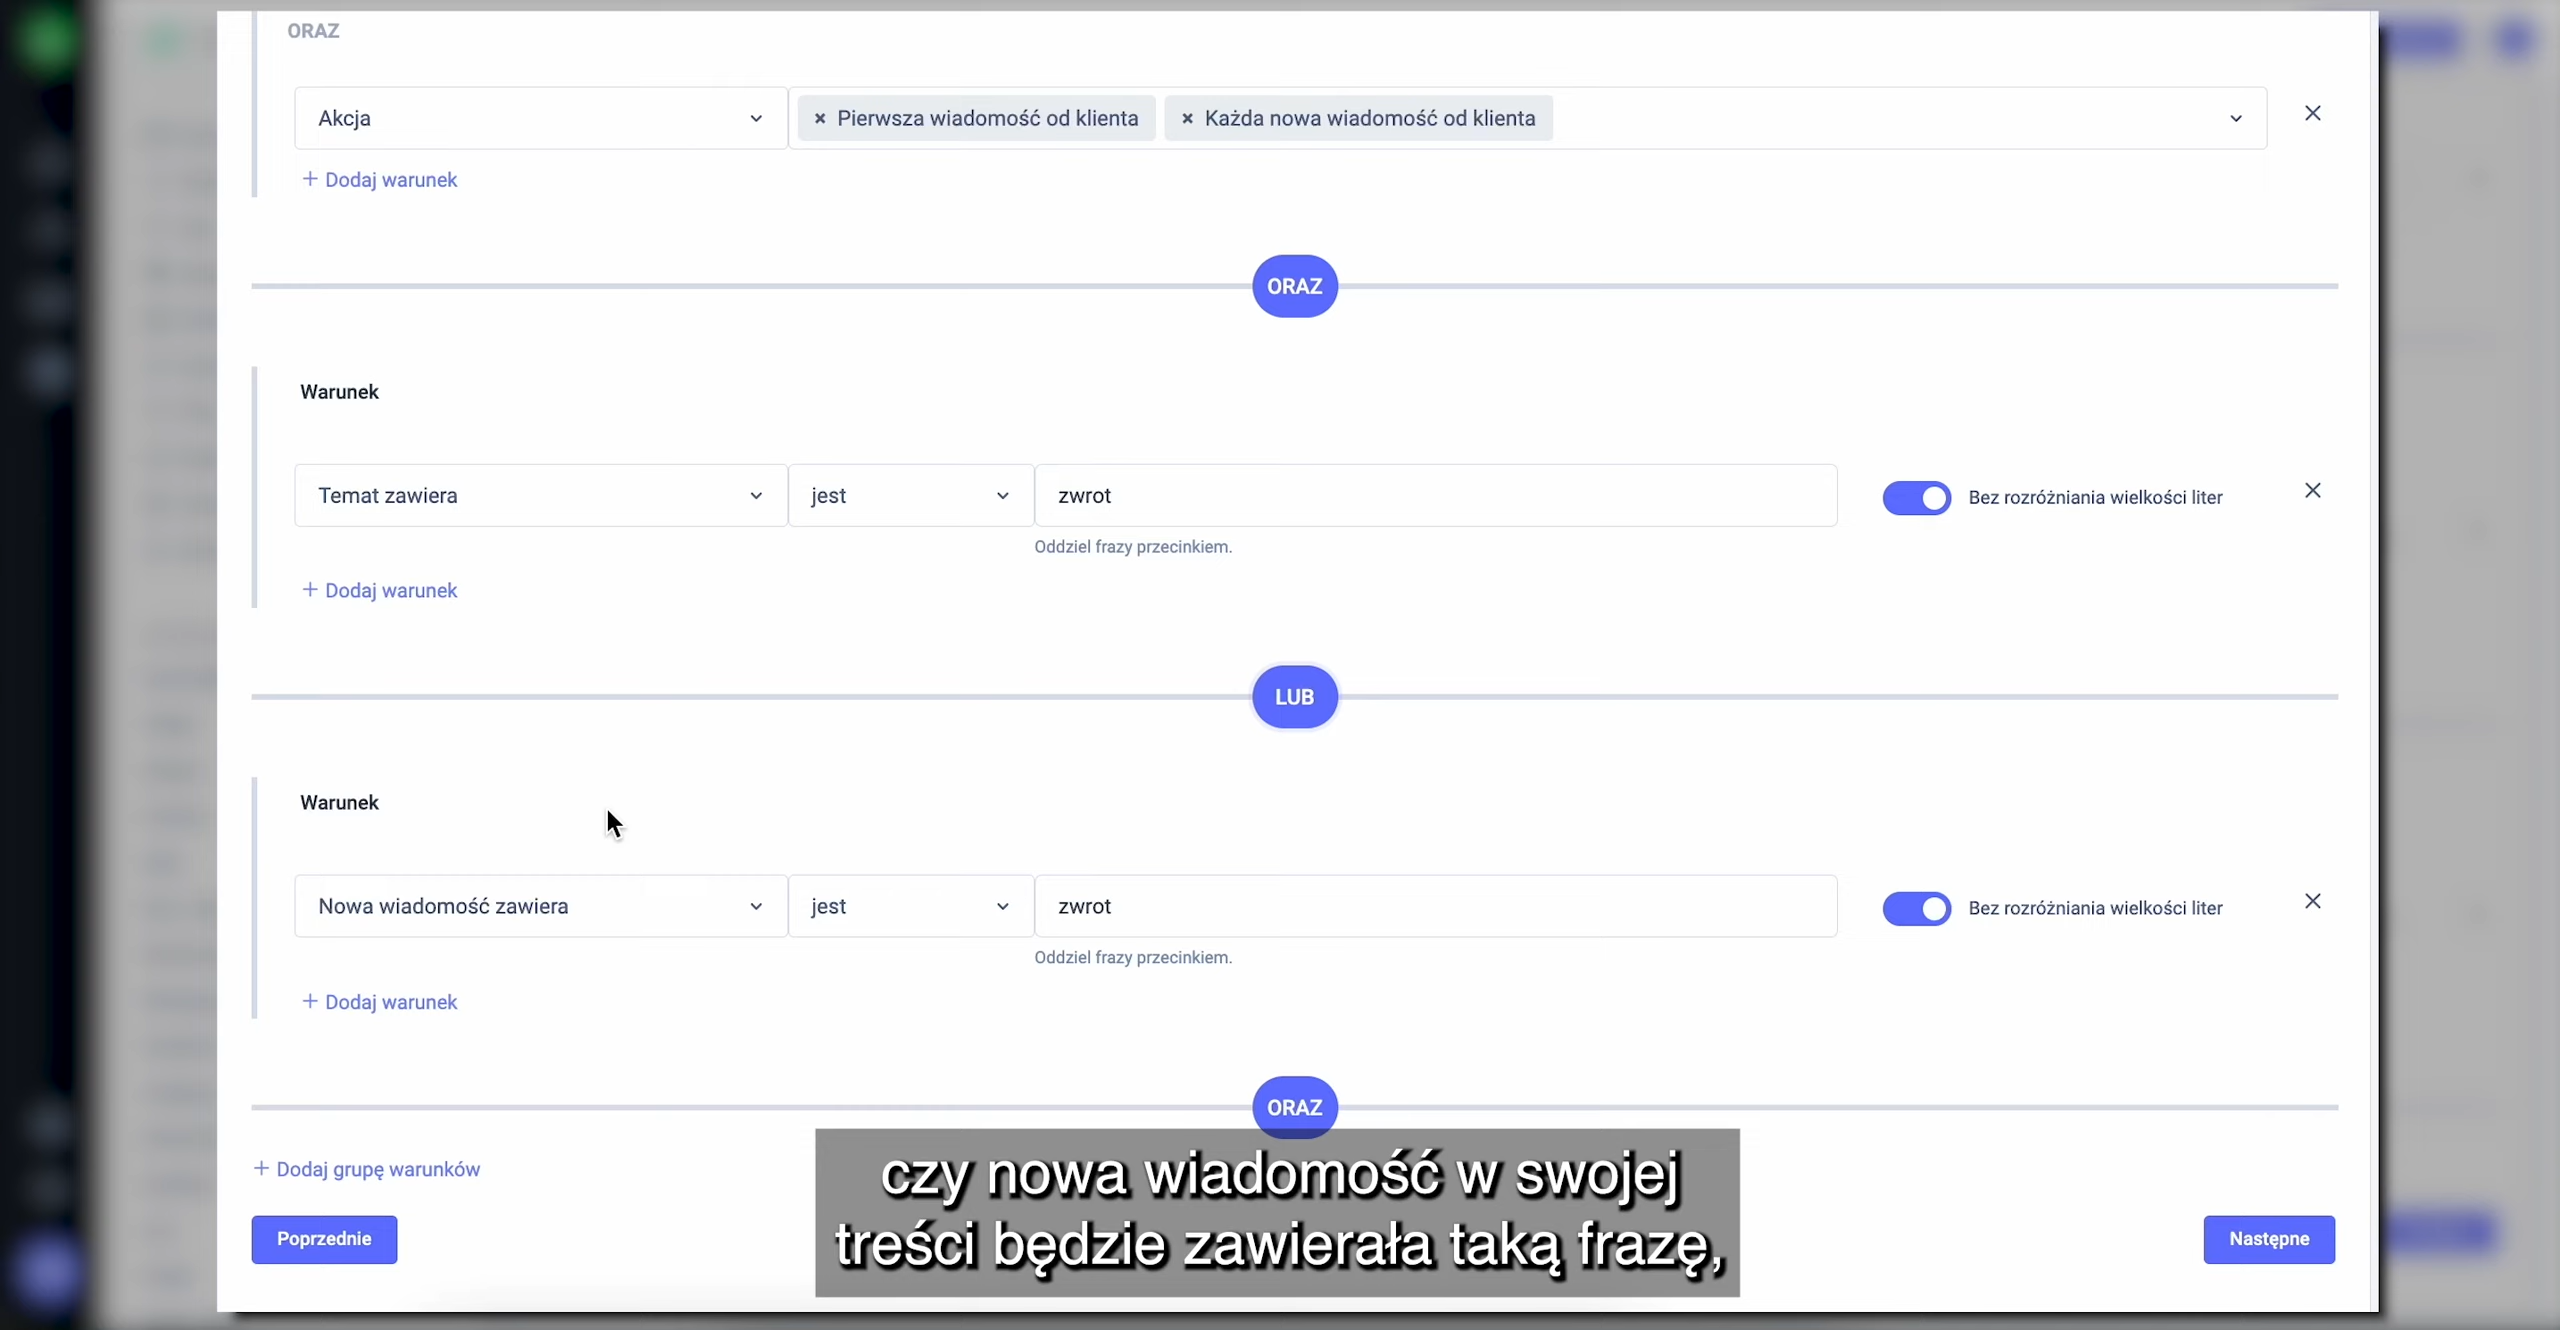 ORAZ
Akcja
× Pierwsza wiadomość od klienta × Każda nowa wiadomość od klienta
+ Dodaj warunek
ORAZ
Warunek
Temat zawiera jest zwrot Bez rozróżniania wielkości liter
Oddziel frazy przecinkiem.
+ Dodaj warunek
LUB
Warunek
Nowa wiadomość zawiera jest zwrot Bez rozróżniania wielkości liter
Oddziel frazy przecinkiem.
+ Dodaj warunek
ORAZ
+ Dodaj grupę warunków
czy nowa wiadomość w swojej
treści będzie zawierała taką frazę,
Poprzednie
Następne